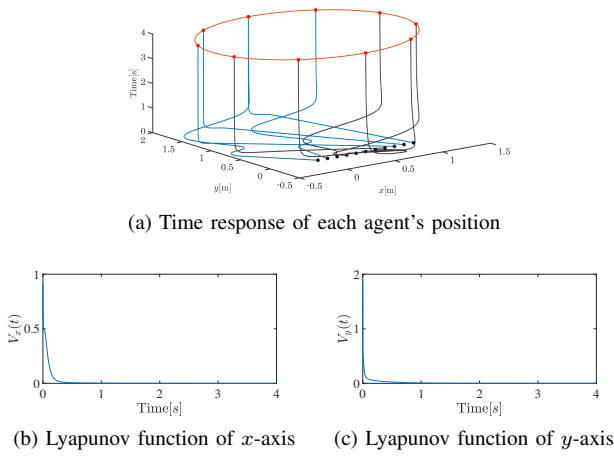 4
3
2
1
0
Time[s]
2
1.5
1
0.5
0
-0.5
y[m]
-0.5
0
0.5
1
1.5
x[m]
(a) Time response of each agent's position
1
0.5
0
V_x(t)
0 1 2 3 4
Time[s]
(b) Lyapunov function of x-axis
2
2
0
V_y(t)
0 1 2 3 4
Time[s]
(c) Lyapunov function of y-axis